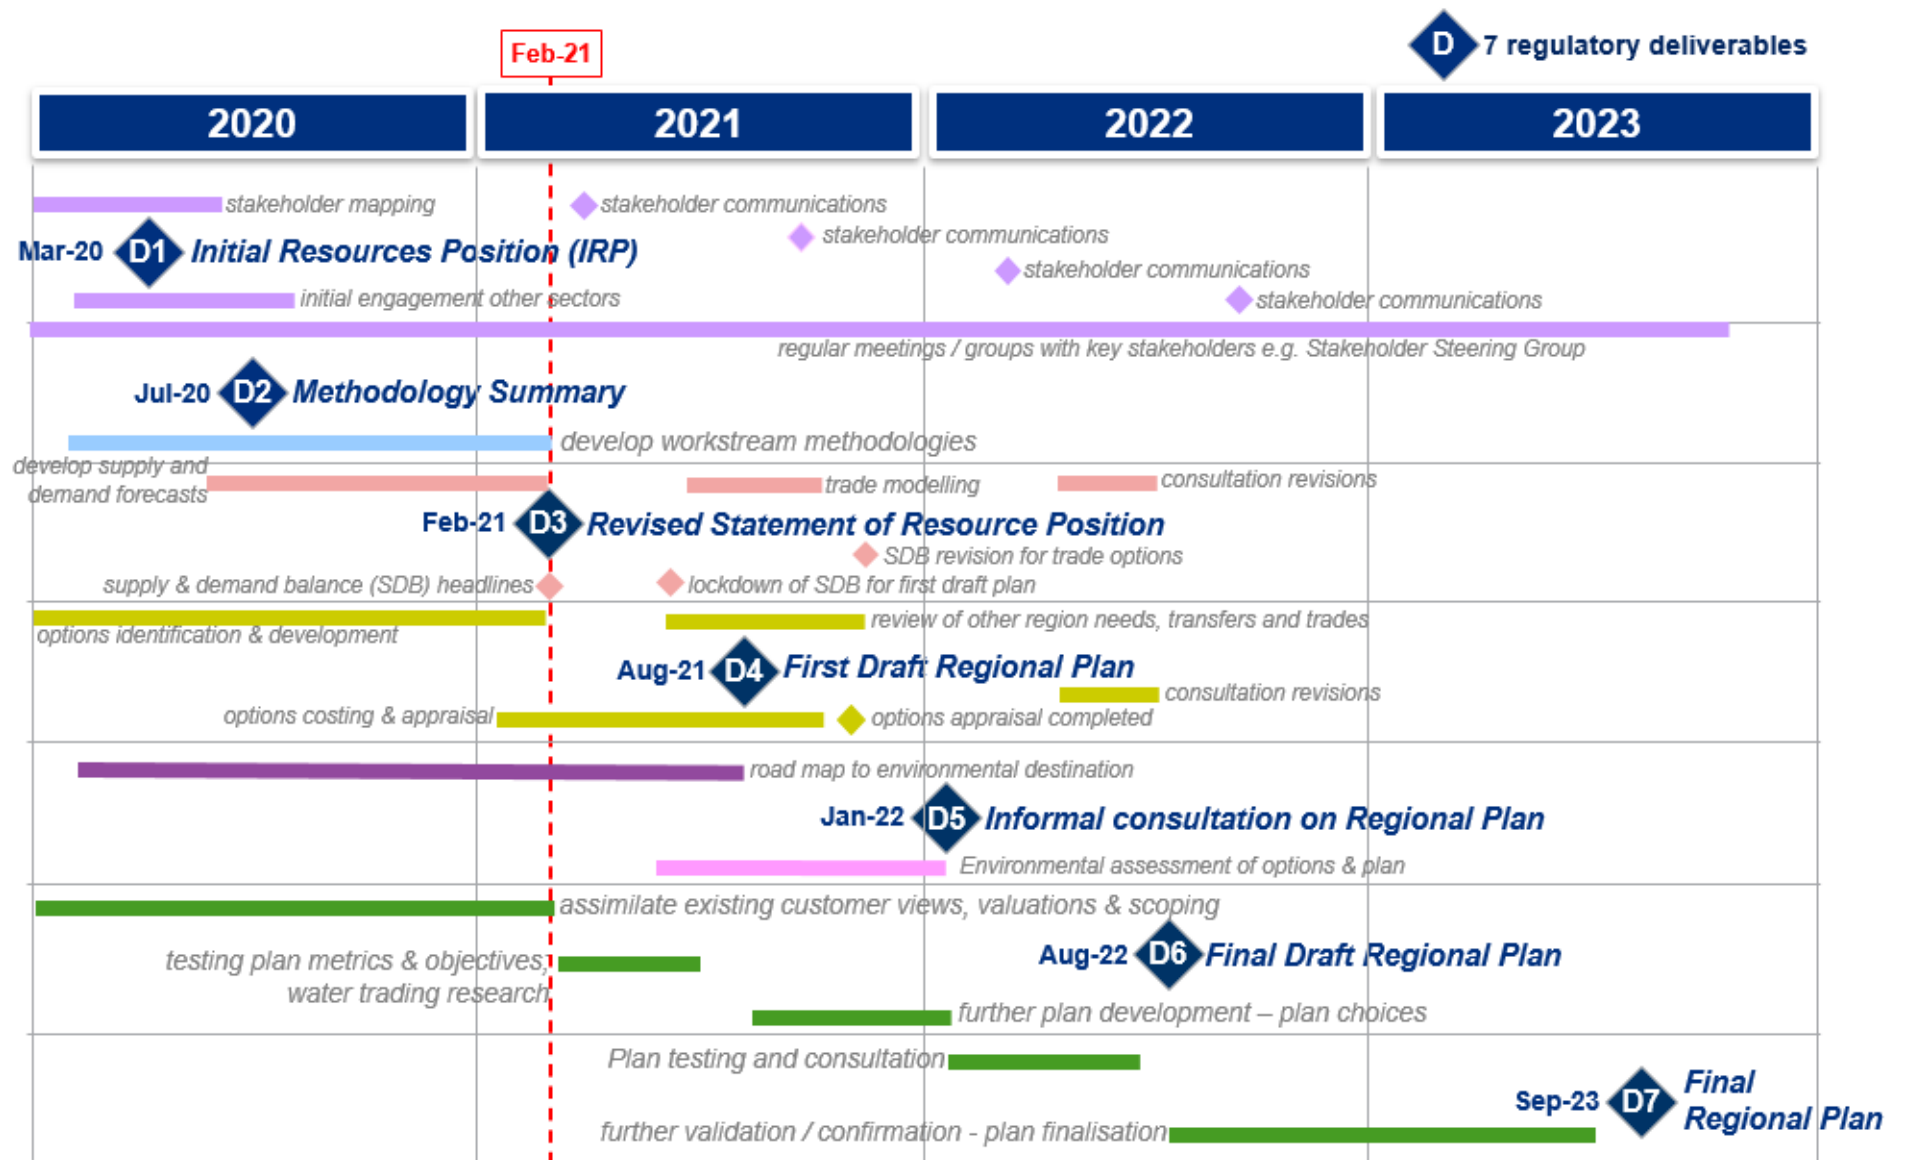 Feb-21
D 7 regulatory deliverables
2020 2021 2022 2023
stakeholder mapping
stakeholder communications
stakeholder communications
Mar-20 D1 Initial Resources Position (IRP)
stakeholder communications
initial engagement other sectors
stakeholder communications
regular meetings / groups with key stakeholders e.g. Stakeholder Steering Group
Jul-20 D2 Methodology Summary
develop workstream methodologies
develop supply and
demand forecasts
trade modelling
consultation revisions
Feb-21 D3 Revised Statement of Resource Position
SDB revision for trade options
supply & demand balance (SDB) headlines
lockdown of SDB for first draft plan
options identification & development
review of other region needs, transfers and trades
Aug-21 D4 First Draft Regional Plan
consultation revisions
options costing & appraisal
options appraisal completed
road map to environmental destination
Jan-22 D5 Informal consultation on Regional Plan
Environmental assessment of options & plan
assimilate existing customer views, valuations & scoping
Aug-22 D6 Final Draft Regional Plan
testing plan metrics & objectives,
water trading research
further plan development – plan choices
Plan testing and consultation
Sep-23 D7 Final
Regional Plan
further validation / confirmation - plan finalisation